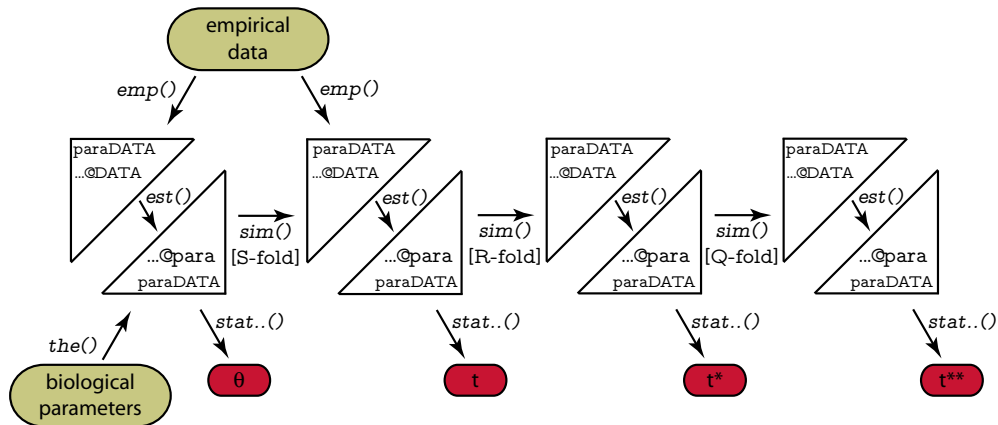 empirical
data
emp()
emp()
paraDATA
...@DATA
est()
...@para
paraDATA
sim()
[S-fold]
paraDATA
...@DATA
est()
...@para
paraDATA
sim()
[R-fold]
paraDATA
...@DATA
est()
...@para
paraDATA
sim()
[Q-fold]
paraDATA
...@DATA
est()
...@para
paraDATA
the()
stat..()
stat..()
stat..()
stat..()
biological
parameters
θ
t
t*
t**